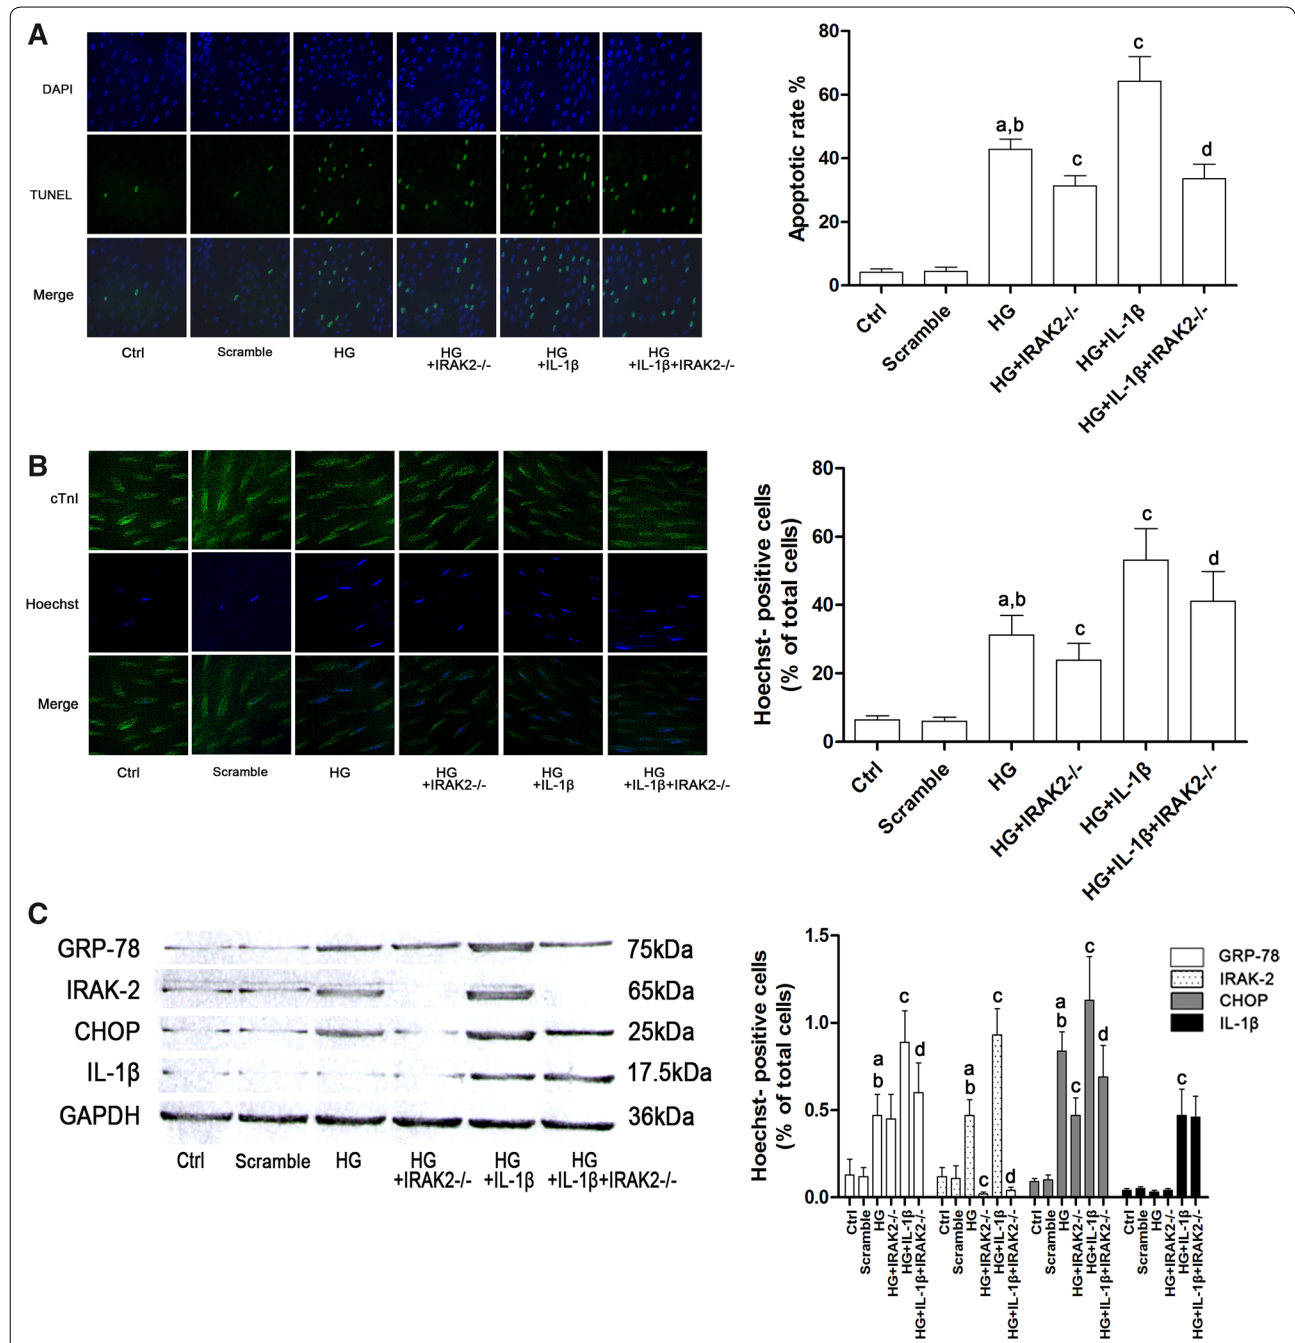 A
DAPI
TUNEL
Merge
Ctrl
Scramble
HG
HG
+IRAK2-/-
HG
+IL-1β
HG
+IL-1β+IRAK2-/-
80
60
40
20
0
Apoptotic rate %
a,b
c
c
d
Ctrl
Scramble
HG
HG+IRAK2-/-
HG+IL-1β
HG+IL-1β+IRAK2-/-
B
cTnI
Hoechst
Merge
Ctrl
Scramble
HG
HG
+IRAK2-/-
HG
+IL-1β
HG
+IL-1β+IRAK2-/-
80
60
40
20
0
Hoechst- positive cells
(% of total cells)
a,b
c
c
d
Ctrl
Scramble
HG
HG+IRAK2-/-
HG+IL-1β
HG+IL-1β+IRAK2-/-
C
GRP-78 75kDa
IRAK-2 65kDa
CHOP 25kDa
IL-1β 17.5kDa
GAPDH 36kDa
Ctrl
Scramble
HG
HG
+IRAK2-/-
HG
+IL-1β
HG
+IL-1β+IRAK2-/-
1.5
1.0
0.5
0.0
Hoechst- positive cells
(% of total cells)
a
b
c
d
a
b
c
c
d
a
b
c
c
d
c
GRP-78
IRAK-2
CHOP
IL-1β
Ctrl
Scramble
HG
HG+IRAK2-/-
HG+IL-1β
HG+IL-1β+IRAK2-/-
Ctrl
Scramble
HG
HG+IRAK2-/-
HG+IL-1β
HG+IL-1β+IRAK2-/-
Ctrl
Scramble
HG
HG+IRAK2-/-
HG+IL-1β
HG+IL-1β+IRAK2-/-
Ctrl
Scramble
HG
HG+IRAK2-/-
HG+IL-1β
HG+IL-1β+IRAK2-/-